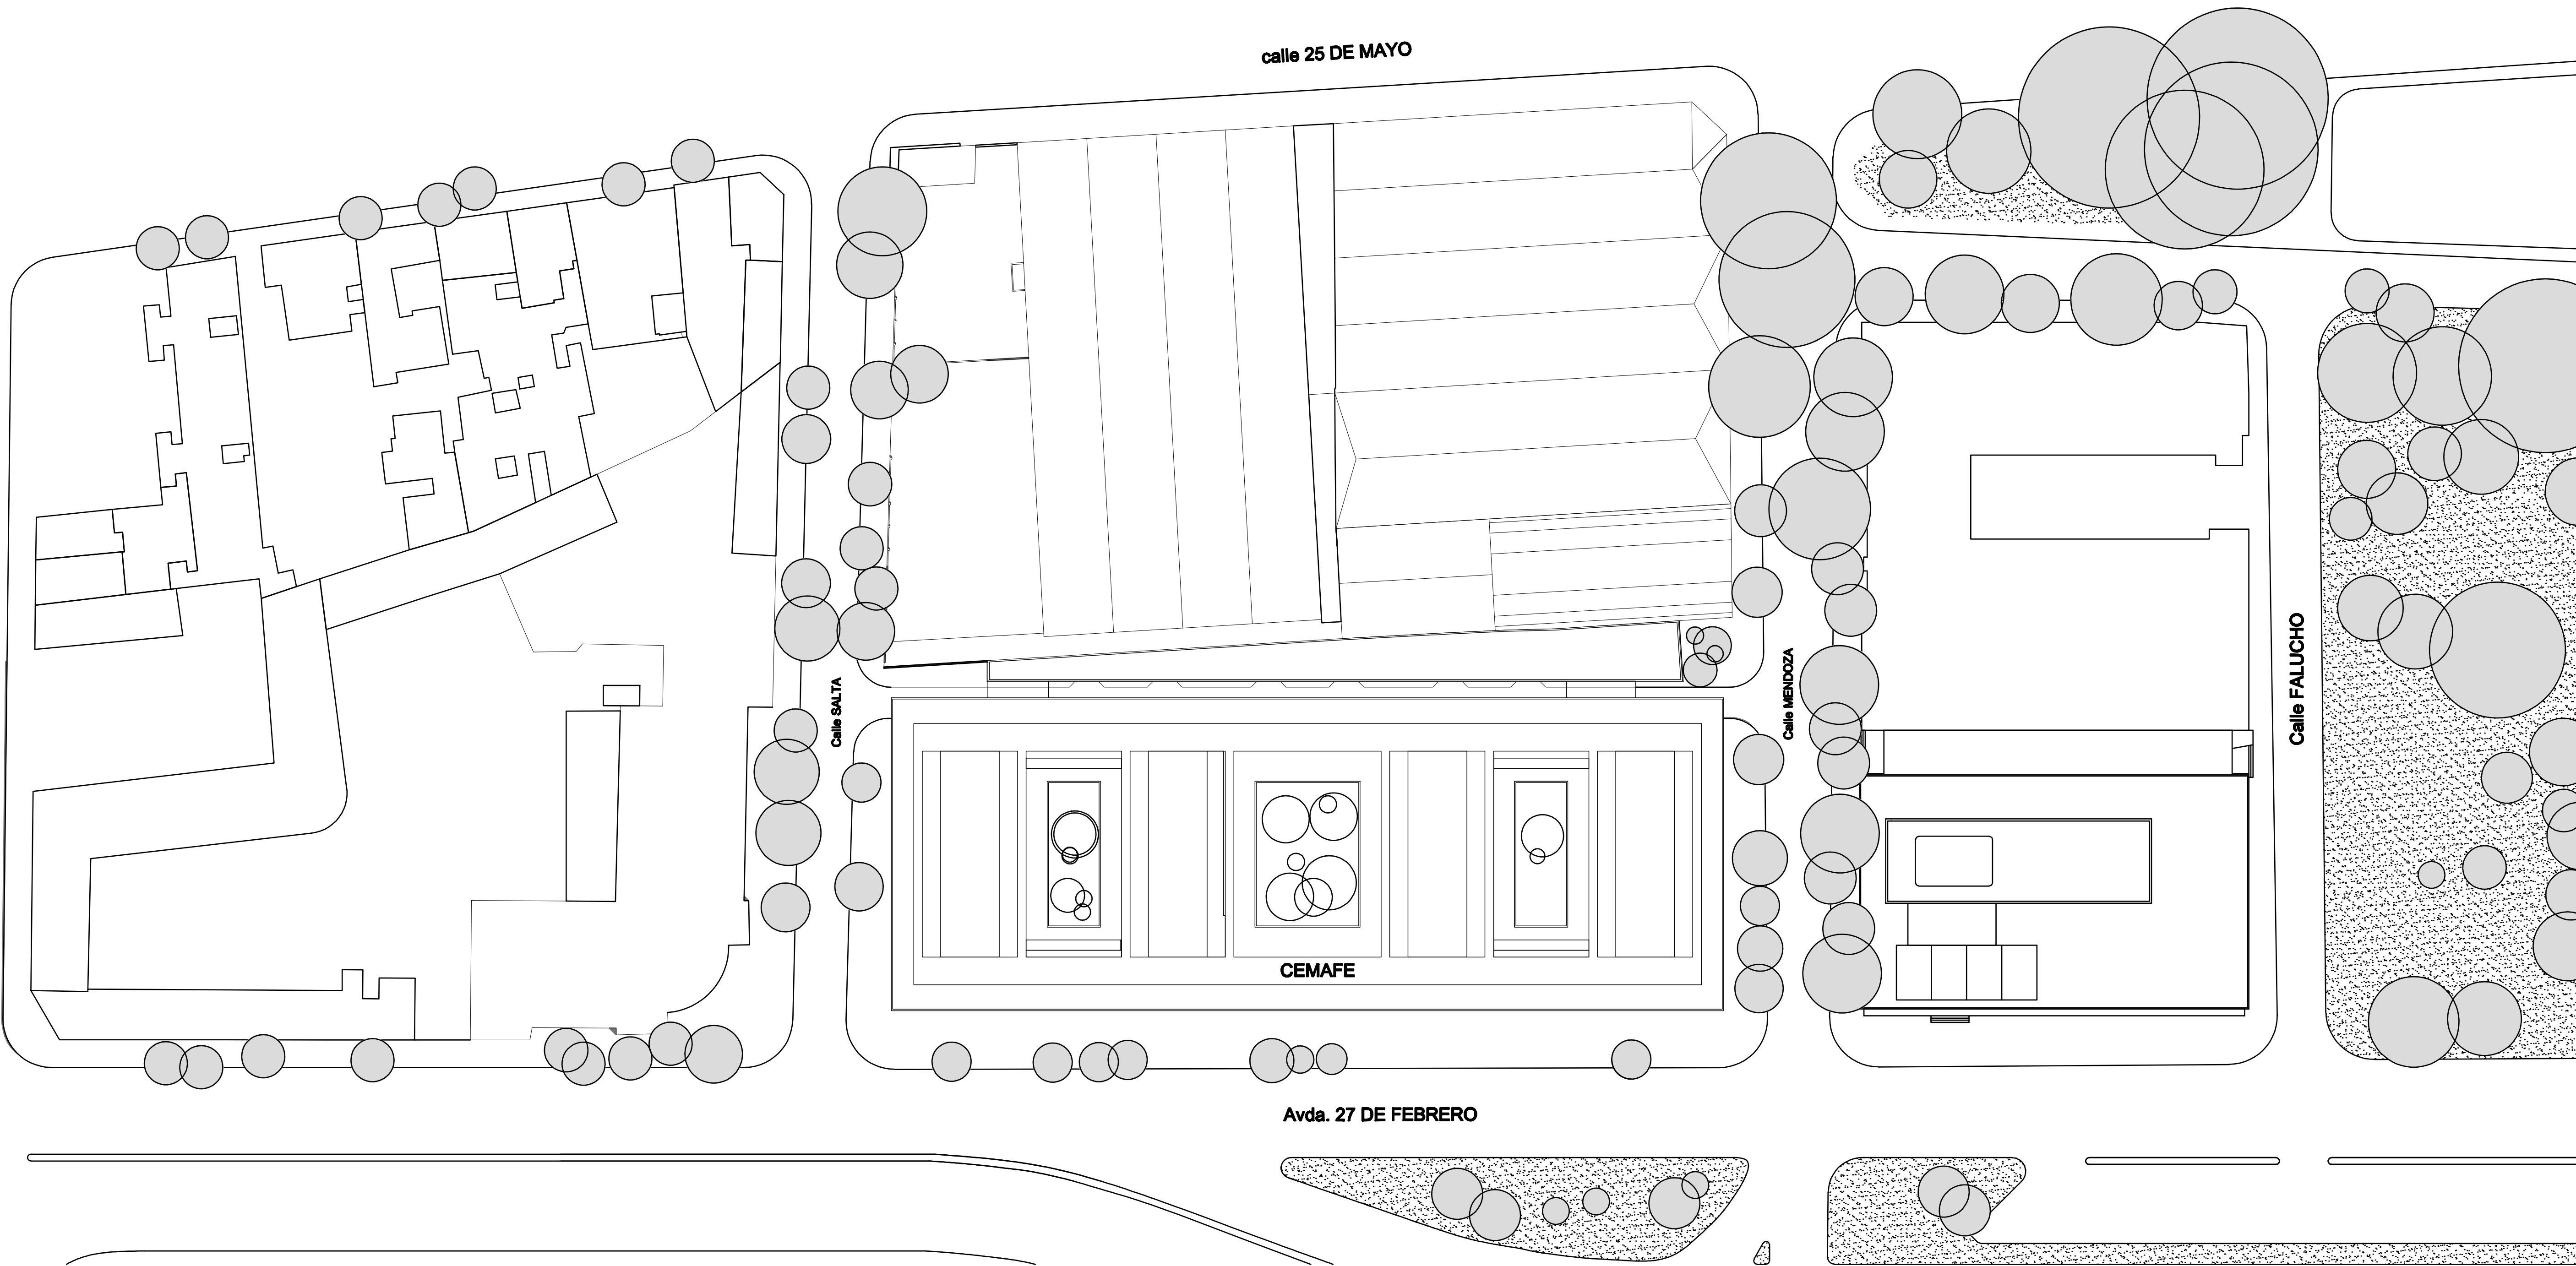 calle 25 DE MAYO
Calle SALTA
Calle MENDOZA
Calle FALUCHO
CEMAFE
Avda. 27 DE FEBRERO